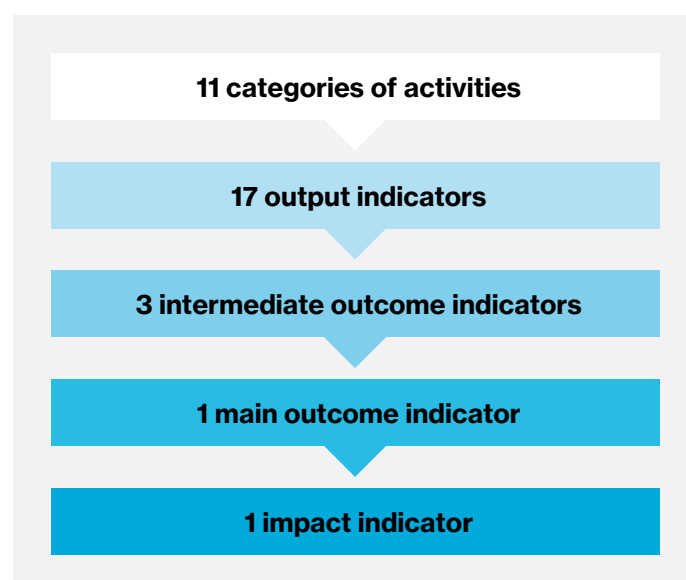 11 categories of activities
17 output indicators
3 intermediate outcome indicators
1 main outcome indicator
1 impact indicator